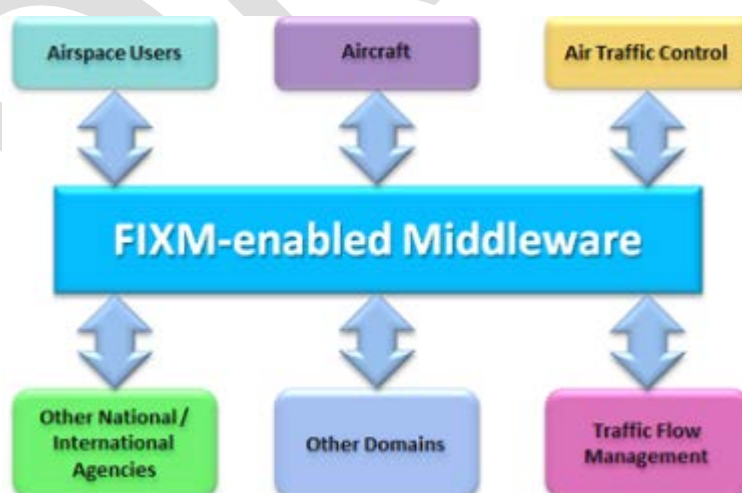 Airspace Users
Aircraft
Air Traffic Control
FIXM-enabled Middleware
Other National /
International
Agencies
Other Domains
Traffic Flow
Management